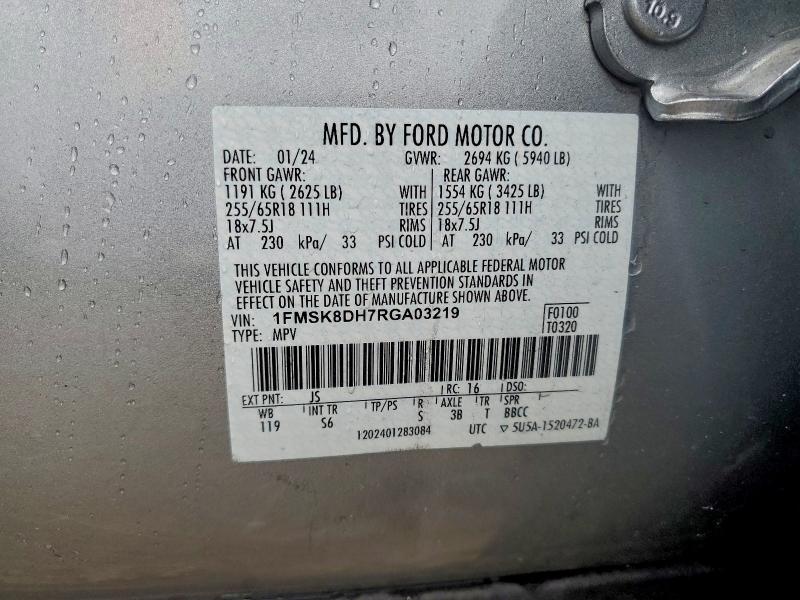 10.9
MFD. BY FORD MOTOR CO.
DATE: 01/24 GVWR: 2694 KG ( 5940 LB)
FRONT GAWR: REAR GAWR:
1191 KG ( 2625 LB) WITH 1554 KG ( 3425 LB) WITH
255/65R18 111H TIRES 255/65R18 111H TIRES
18x7.5J RIMS 18x7.5J RIMS
AT 230 kPa/ 33 PSI COLD AT 230 kPa/ 33 PSI COLD
THIS VEHICLE CONFORMS TO ALL APPLICABLE FEDERAL MOTOR
VEHICLE SAFETY AND THEFT PREVENTION STANDARDS IN
EFFECT ON THE DATE OF MANUFACTURE SHOWN ABOVE.
VIN: 1FMSK8DH7RGA03219 F0100
TYPE: MPV T0320
EXT PNT: JS RC: 16 DSO:
WB INT TR TP/PS R AXLE TR SPR
119 S6 S 3B T BBCC
1202401283084 UTC ▽ 5U5A-1520472-BA